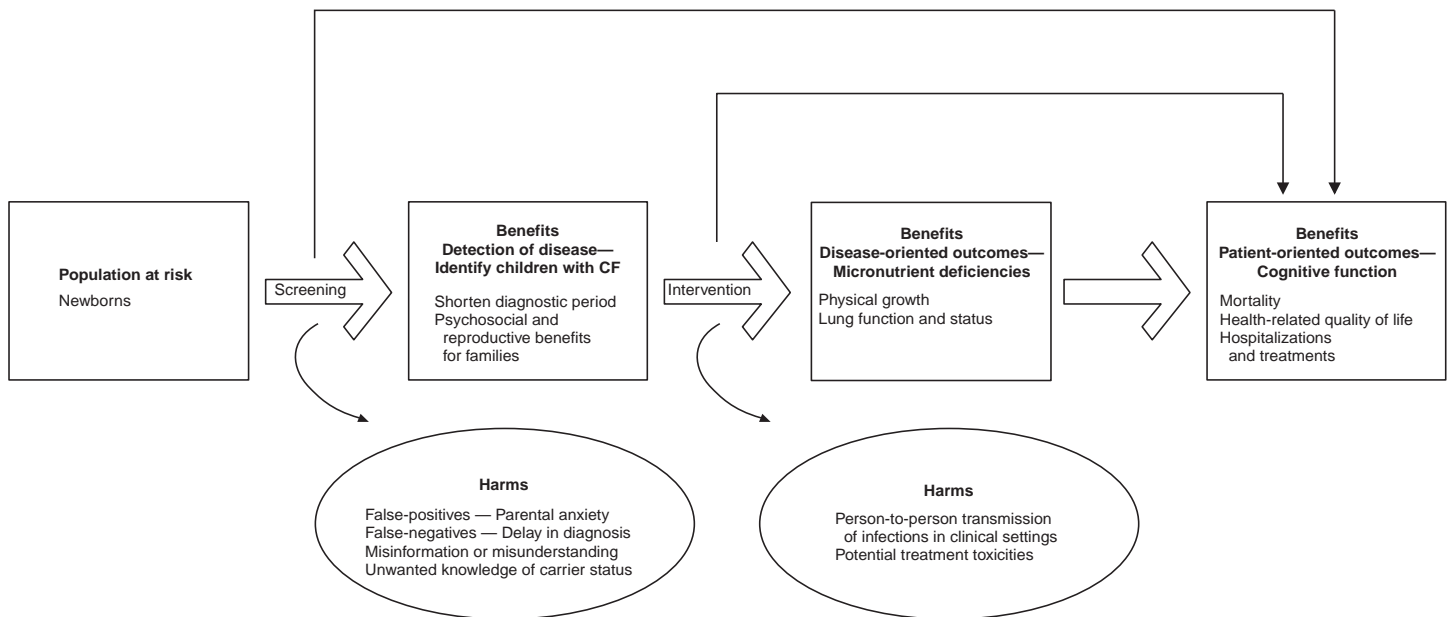 Population at risk
Newborns
Screening
Benefits
Detection of disease—
Identify children with CF
Shorten diagnostic period
Psychosocial and
reproductive benefits
for families
Intervention
Benefits
Disease-oriented outcomes—
Micronutrient deficiencies
Physical growth
Lung function and status
Benefits
Patient-oriented outcomes—
Cognitive function
Mortality
Health-related quality of life
Hospitalizations
and treatments
Harms
False-positives — Parental anxiety
False-negatives — Delay in diagnosis
Misinformation or misunderstanding
Unwanted knowledge of carrier status
Harms
Person-to-person transmission
of infections in clinical settings
Potential treatment toxicities